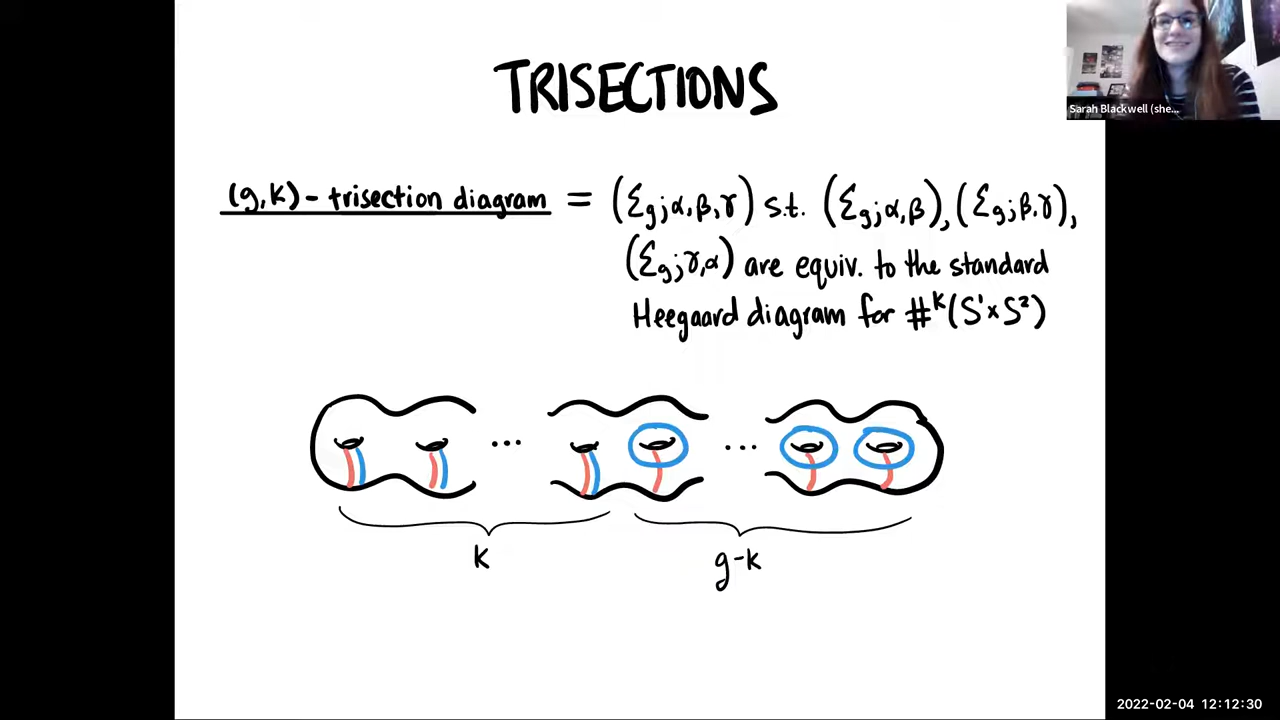 TRISECTIONS
Sarah Blackwell (she...
(g,k)-trisection diagram = (Σg;α,β,γ) s.t. (Σg;α,β), (Σg;β,γ),
(Σg;γ,α) are equiv. to the standard
Heegaard diagram for #ᵏ(S¹×S²)
... ...
k g-k
2022-02-04 12:12:30